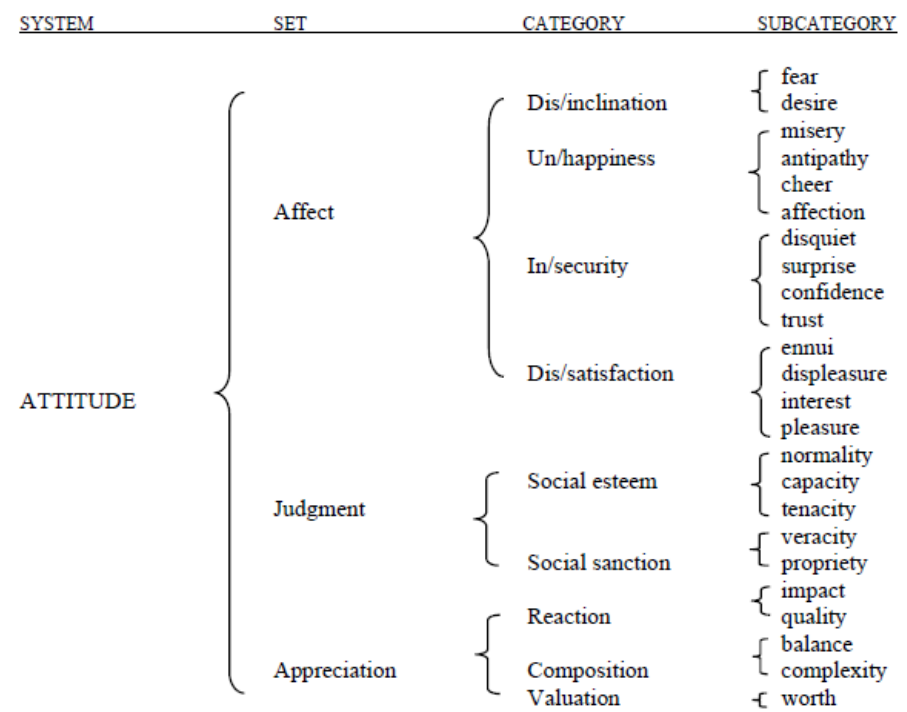 SYSTEM SET CATEGORY SUBCATEGORY
fear
Dis/inclination
desire
misery
Un/happiness
antipathy
cheer
Affect
affection
disquiet
In/security
surprise
confidence
trust
ennui
Dis/satisfaction
displeasure
ATTITUDE
interest
pleasure
normality
Social esteem
capacity
Judgment
tenacity
veracity
Social sanction
propriety
impact
Reaction
quality
balance
Appreciation
Composition
complexity
Valuation
worth